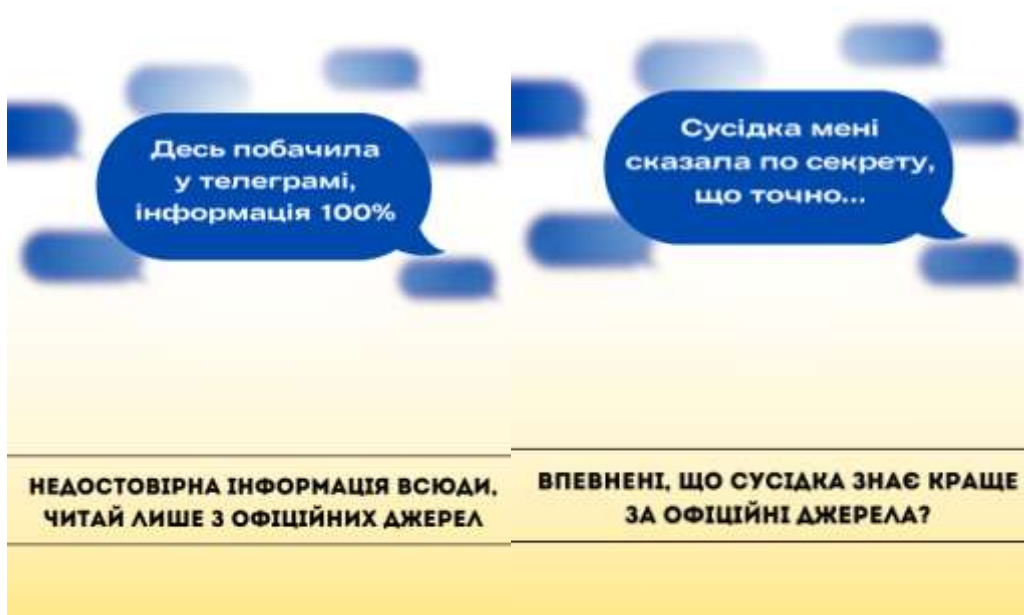 Десь побачила
у телеграмі,
інформація 100%
НЕДОСТОВІРНА ІНФОРМАЦІЯ ВСЮДИ,
ЧИТАЙ ЛИШЕ З ОФІЦІЙНИХ ДЖЕРЕЛ
Сусідка мені
сказала по секрету,
що точно...
ВПЕВНЕНІ, ЩО СУСІДКА ЗНАЄ КРАЩЕ
ЗА ОФІЦІЙНІ ДЖЕРЕЛА?